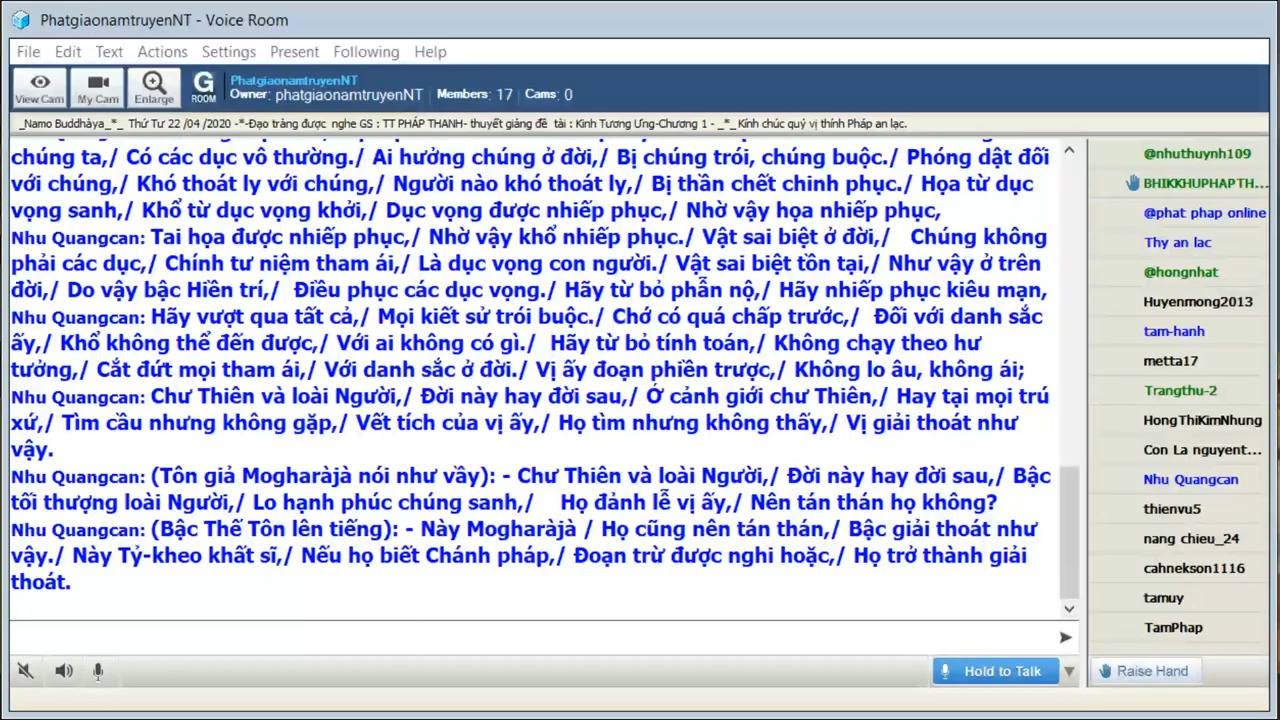 PhatgiaonamtruyenNT - Voice Room
File Edit Text Actions Settings Present Following Help
View Cam My Cam Enlarge G ROOM
PhatgiaonamtruyenNT
Owner: phatgiaonamtruyenNT Members: 17 Cams: 0
_Namo Buddhàya_*_ Thứ Tư 22 /04 /2020 -*-Đạo tràng được nghe GS : TT PHÁP THANH- thuyết giảng đề tài : Kinh Tương Ưng-Chương 1 - _*_ Kính chúc quý vị thính Pháp an lạc.
chúng ta,/ Có các dục vô thường./ Ai hưởng chúng ở đời,/ Bị chúng trói, chúng buộc./ Phóng dật đối
với chúng,/ Khó thoát ly với chúng,/ Người nào khó thoát ly,/ Bị thần chết chinh phục./ Họa từ dục
vọng sanh,/ Khổ từ dục vọng khởi,/ Dục vọng được nhiếp phục,/ Nhờ vậy họa nhiếp phục,
Nhu Quangcan: Tai họa được nhiếp phục,/ Nhờ vậy khổ nhiếp phục./ Vật sai biệt ở đời,/ Chúng không
phải các dục,/ Chính tư niệm tham ái,/ Là dục vọng con người./ Vật sai biệt tồn tại,/ Như vậy ở trên
đời,/ Do vậy bậc Hiền trí,/ Điều phục các dục vọng./ Hãy từ bỏ phẫn nộ,/ Hãy nhiếp phục kiêu mạn,
Nhu Quangcan: Hãy vượt qua tất cả,/ Mọi kiết sử trói buộc./ Chớ có quá chấp trước,/ Đối với danh sắc
ấy,/ Khổ không thể đến được,/ Với ai không có gì./ Hãy từ bỏ tính toán,/ Không chạy theo hư
tưởng,/ Cắt đứt mọi tham ái,/ Với danh sắc ở đời./ Vị ấy đoạn phiền trược,/ Không lo âu, không ái;
Nhu Quangcan: Chư Thiên và loài Người,/ Đời này hay đời sau,/ Ở cảnh giới chư Thiên,/ Hay tại mọi trú
xứ,/ Tìm cầu nhưng không gặp,/ Vết tích của vị ấy,/ Họ tìm nhưng không thấy,/ Vị giải thoát như
vậy.
Nhu Quangcan: (Tôn giả Mogharàjà nói như vầy): - Chư Thiên và loài Người,/ Đời này hay đời sau,/ Bậc
tối thượng loài Người,/ Lo hạnh phúc chúng sanh,/ Họ đảnh lễ vị ấy,/ Nên tán thán họ không?
Nhu Quangcan: (Bậc Thế Tôn lên tiếng): - Này Mogharàjà / Họ cũng nên tán thán,/ Bậc giải thoát như
vậy./ Này Tỷ-kheo khất sĩ,/ Nếu họ biết Chánh pháp,/ Đoạn trừ được nghi hoặc,/ Họ trở thành giải
thoát.
@nhuthuynh109
BHIKKHUPHAPTH...
@phat phap online
Thy an lac
@hongnhat
Huyenmong2013
tam-hanh
metta17
Trangthu-2
HongThiKimNhung
Con La nguyent...
Nhu Quangcan
thienvu5
nang chieu_24
cahnekson1116
tamuy
TamPhap
Hold to Talk
Raise Hand